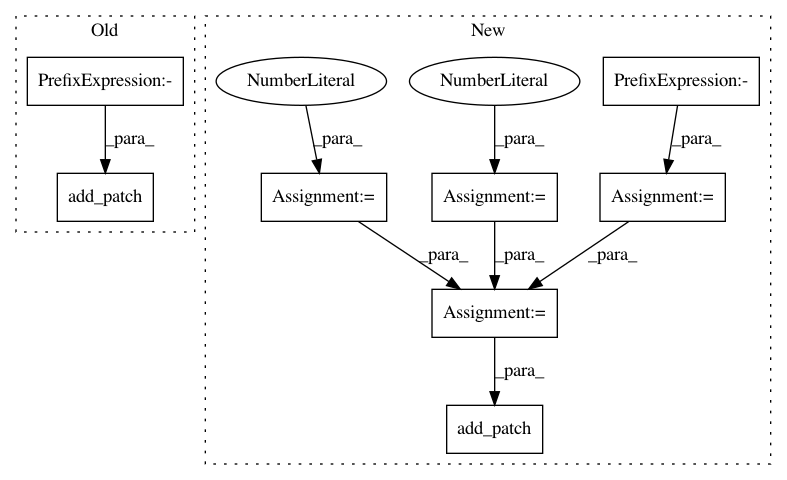 Old
New
PrefixExpression:-
NumberLiteral
NumberLiteral
PrefixExpression:-
_para_
_para_
_para_
_para_
add_patch
Assignment:=
Assignment:=
Assignment:=
_para_
_para_
_para_
Assignment:=
_para_
add_patch